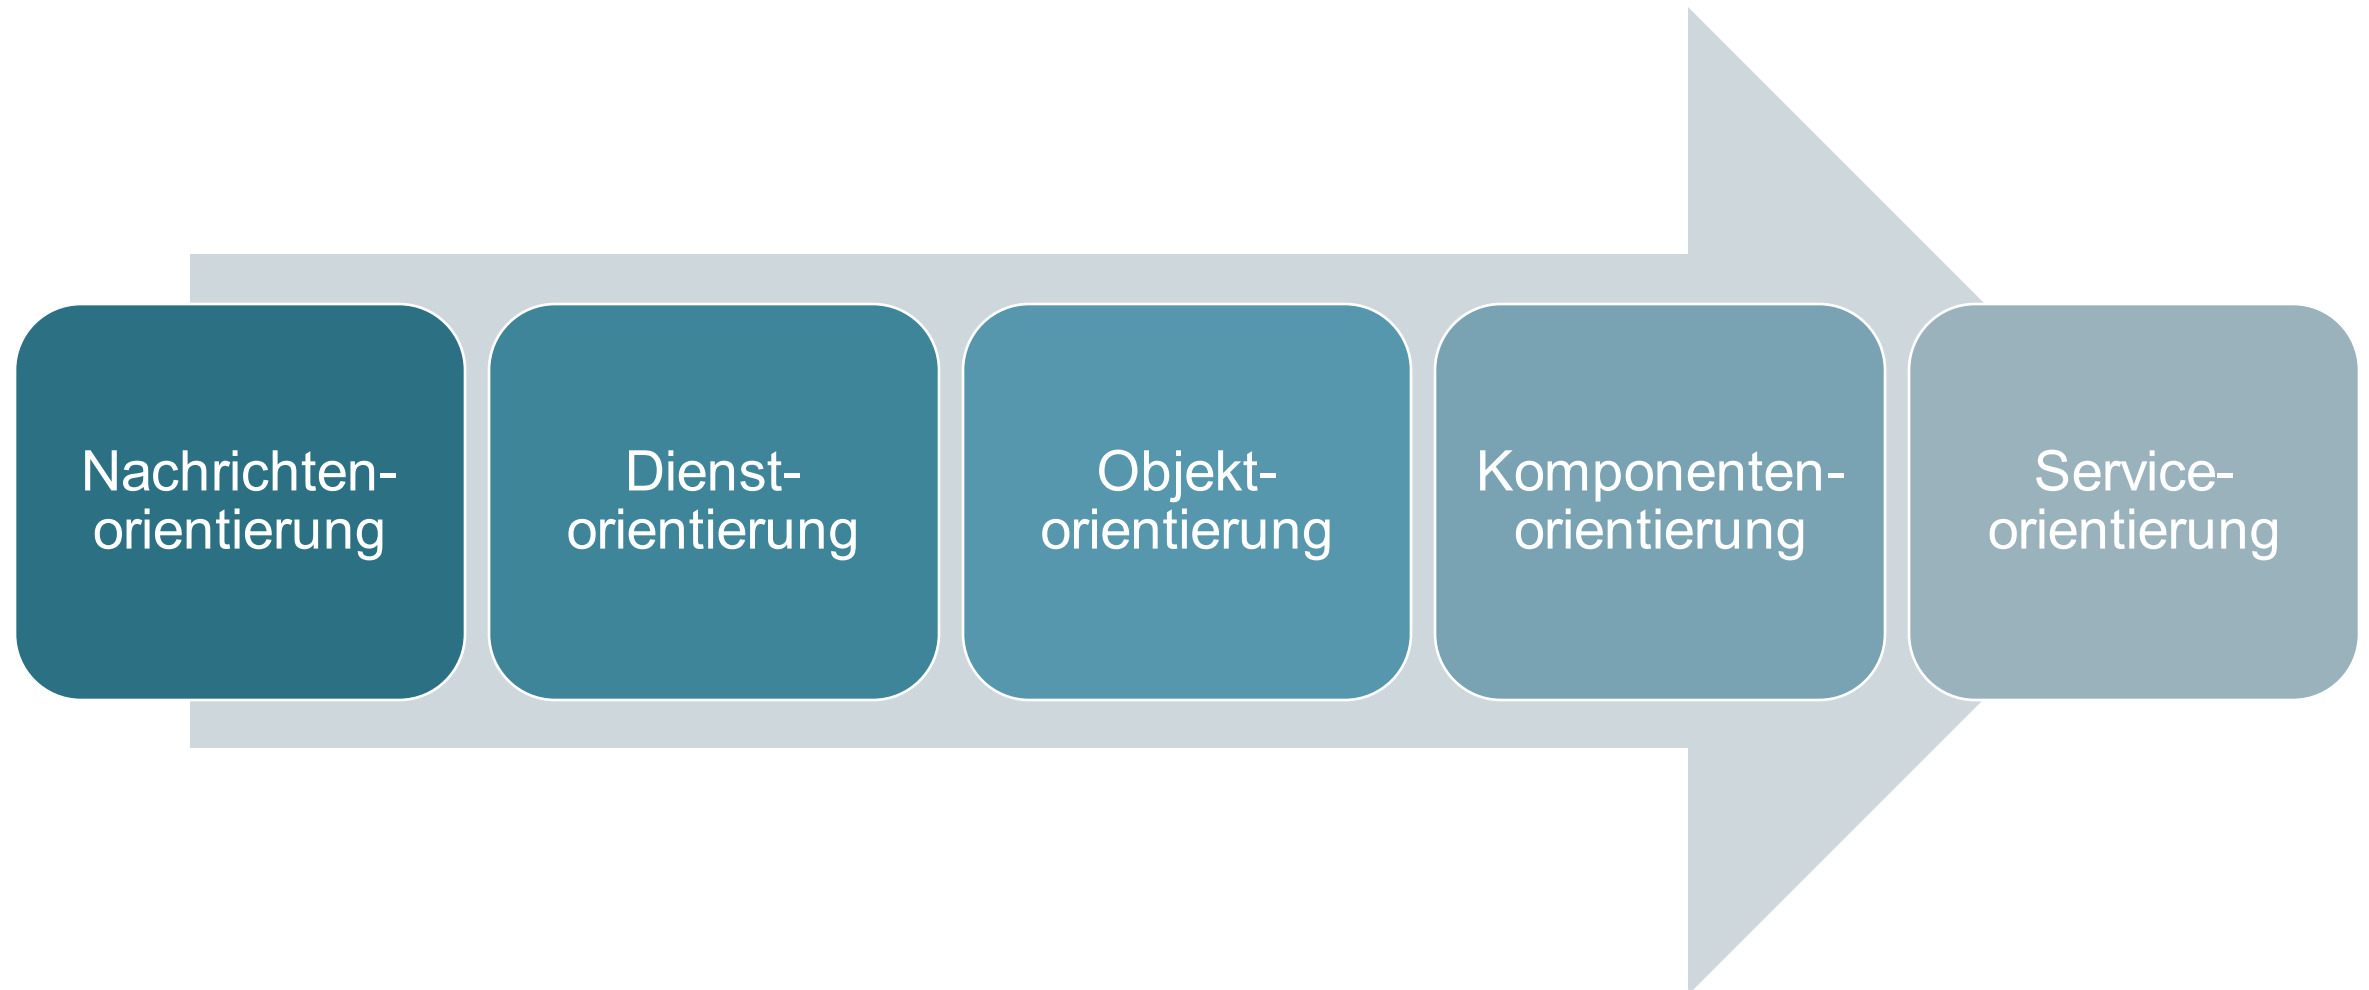 Nachrichten-
orientierung
Dienst-
orientierung
Objekt-
orientierung
Komponenten-
orientierung
Service-
orientierung